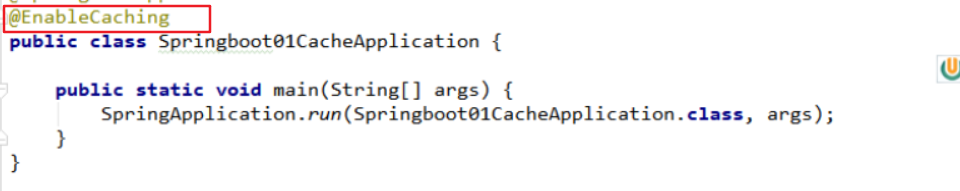 @EnableCaching
public class Springboot01CacheApplication {
public static void main(String[] args) {
SpringApplication.run(Springboot01CacheApplication.class, args);
}
}